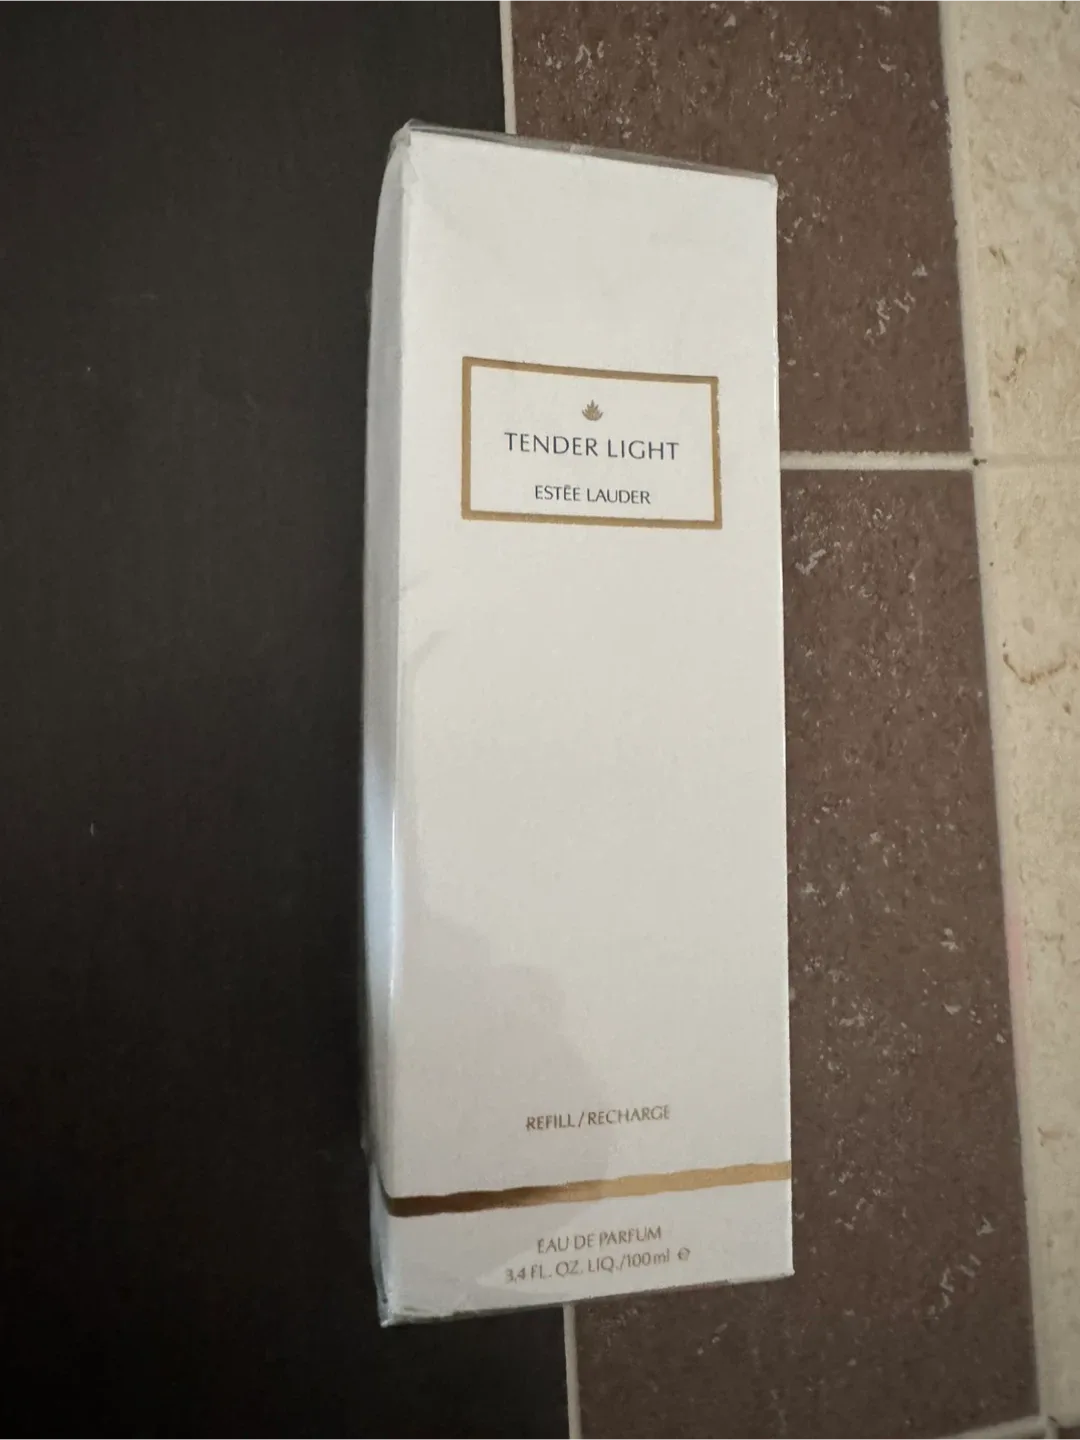 TENDER LIGHT
ESTĒE LAUDER
REFILL/RECHARGE
EAU DE PARFUM
3.4 FL. OZ. LIQ./100ml ℮